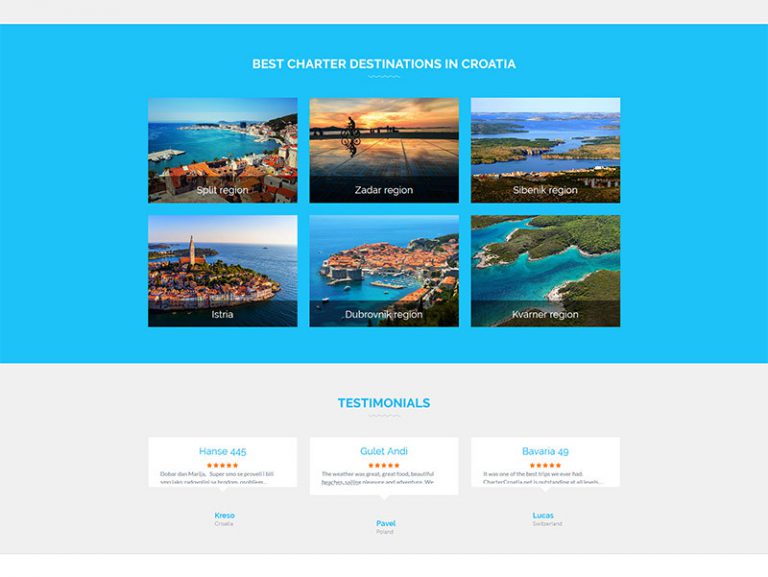 BEST CHARTER DESTINATIONS IN CROATIA
Split region
Zadar region
Sibenik region
Istria
Dubrovnik region
Kvarner region
TESTIMONIALS
Hanse 445
Dobar dan Marija, Super smo se proveli i bili
smo jako zadovoljni sa brodom, osobljem...
Kreso
Croatia
Gulet Andi
The weather was great, great food, beautiful
beaches, sailing pleasure and adventure. We
Pavel
Poland
Bavaria 49
It was one of the best trips we ever had.
CharterCroatia.net is outstanding at all levels...
Lucas
Switzerland